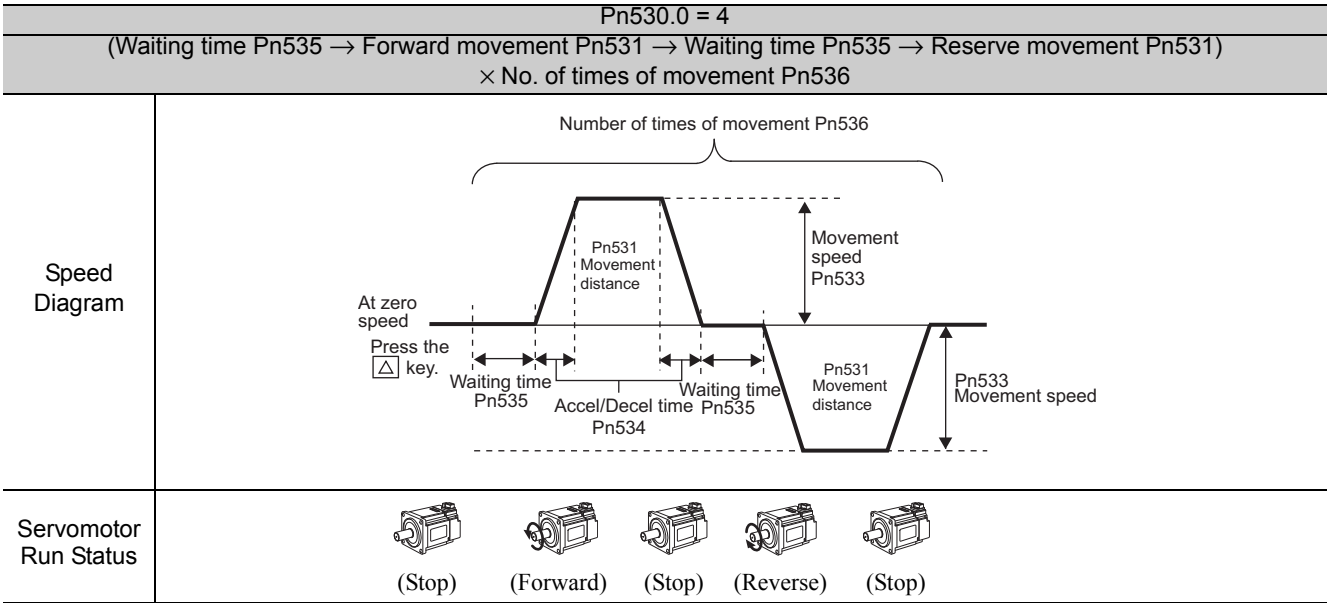 Pn530.0 = 4
(Waiting time Pn535 → Forward movement Pn531 → Waiting time Pn535 → Reserve movement Pn531)
× No. of times of movement Pn536
Speed
Diagram
Number of times of movement Pn536
Pn531
Movement
distance
Movement
speed
Pn533
At zero
speed
Press the
△ key.
Waiting time
Pn535
Accel/Decel time
Pn534
Waiting time
Pn535
Pn531
Movement
distance
Pn533
Movement speed
Servomotor
Run Status
(Stop) (Forward) (Stop) (Reverse) (Stop)